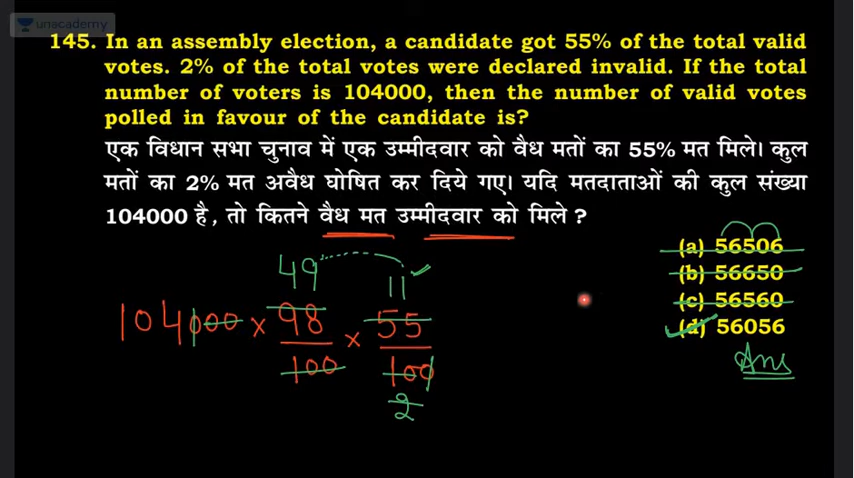 unacademy
145. In an assembly election, a candidate got 55% of the total valid
votes. 2% of the total votes were declared invalid. If the total
number of voters is 104000, then the number of valid votes
polled in favour of the candidate is?
एक विधान सभा चुनाव में एक उम्मीदवार को वैध मतों का 55% मत मिले। कुल
मतों का 2% मत अवैध घोषित कर दिये गए। यदि मतदाताओं की कुल संख्या
104000 है, तो कितने वैध मत उम्मीदवार को मिले ?
(a) 56506
(b) 56650
(c) 56560
(d) 56056
Ans
49 11
104000 × 98 × 55
100 100
2